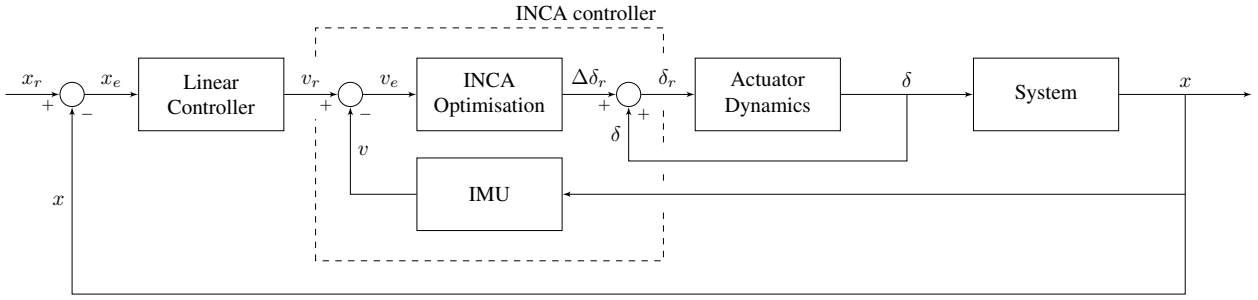 INCA controller
x_r
x_e
Linear
Controller
v_r
v_e
INCA
Optimisation
Δδ_r
δ_r
Actuator
Dynamics
δ
System
x
+
−
+
−
+
+
δ
v
IMU
x